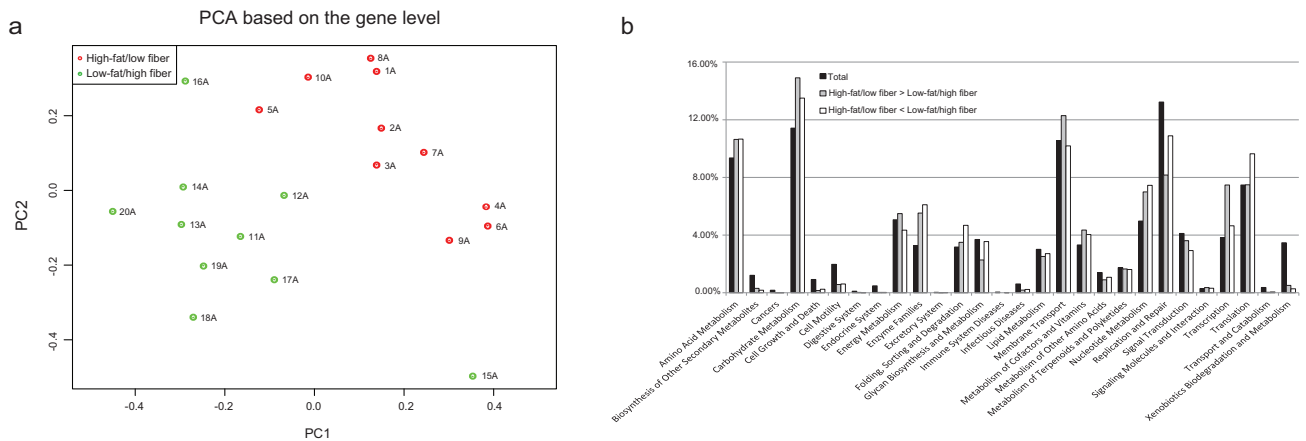 a
PCA based on the gene level
High-fat/low fiber
Low-fat/high fiber
8A
1A
10A
16A
5A
2A
7A
3A
14A
12A
4A
20A
13A
6A
11A
9A
19A
17A
18A
15A
0.2
0.0
-0.2
-0.4
PC2
-0.4
-0.2
0.0
0.2
0.4
PC1
b
16.00%
12.00%
8.00%
4.00%
0.00%
Total
High-fat/low fiber > Low-fat/high fiber
High-fat/low fiber < Low-fat/high fiber
Amino Acid Metabolism
Biosynthesis of Other Secondary Metabolites
Cancers
Carbohydrate Metabolism
Cell Growth and Death
Cell Motility
Digestive System
Endocrine System
Energy Metabolism
Enzyme Families
Excretory System
Folding, Sorting and Degradation
Glycan Biosynthesis and Metabolism
Immune System Diseases
Infectious Diseases
Lipid Metabolism
Membrane Transport
Metabolism of Cofactors and Vitamins
Metabolism of Other Amino Acids
Metabolism of Terpenoids and Polyketides
Nucleotide Metabolism
Replication and Repair
Signal Transduction
Signaling Molecules and Interaction
Transcription
Translation
Transport and Catabolism
Xenobiotics Biodegradation and Metabolism